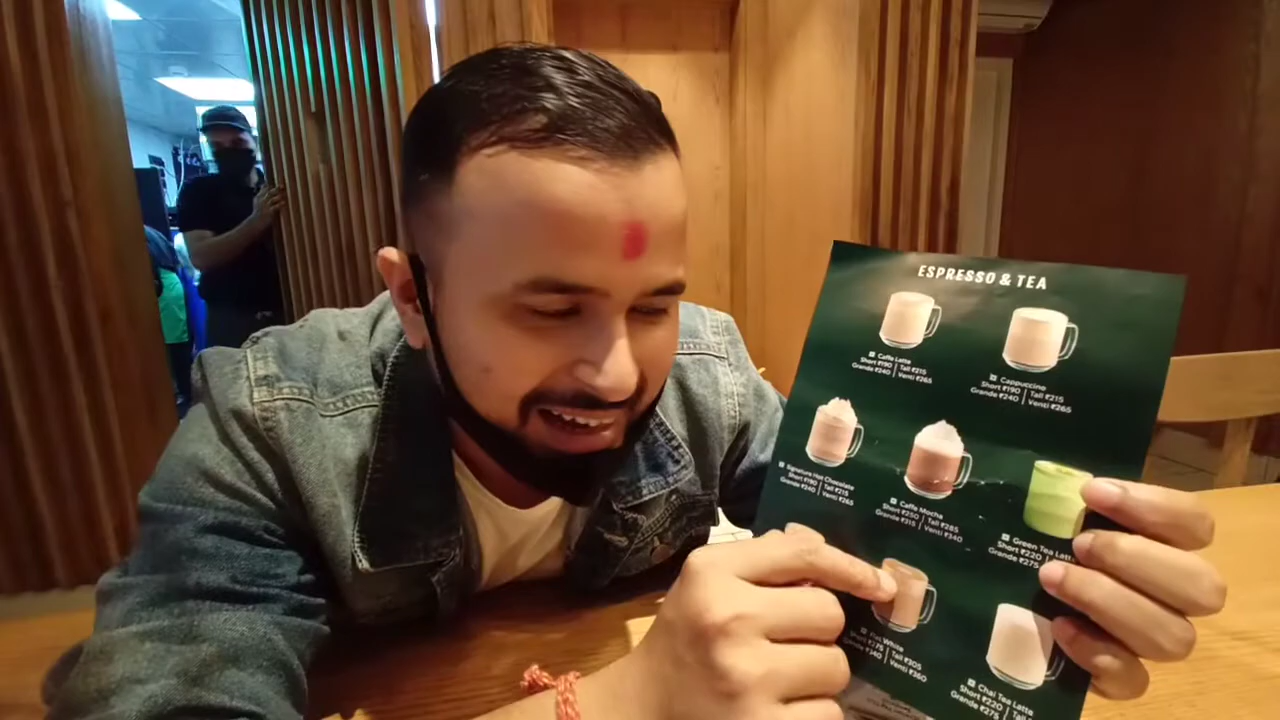 ESPRESSO & TEA
Caffe Latte
Short ₹190 | Tall ₹215
Grande ₹240 | Venti ₹265
Cappuccino
Short ₹190 | Tall ₹215
Grande ₹240 | Venti ₹265
Signature Hot Chocolate
Short ₹190 | Tall ₹215
Grande ₹240 | Venti ₹265
Caffe Mocha
Short ₹250 | Tall ₹285
Grande ₹315 | Venti ₹340
Green Tea Latte
Short ₹220
Grande ₹275
Flat White
Short ₹275 | Tall ₹305
Grande ₹340 | Venti ₹360
Chai Tea Latte
Short ₹220 | Tall
Grande ₹275